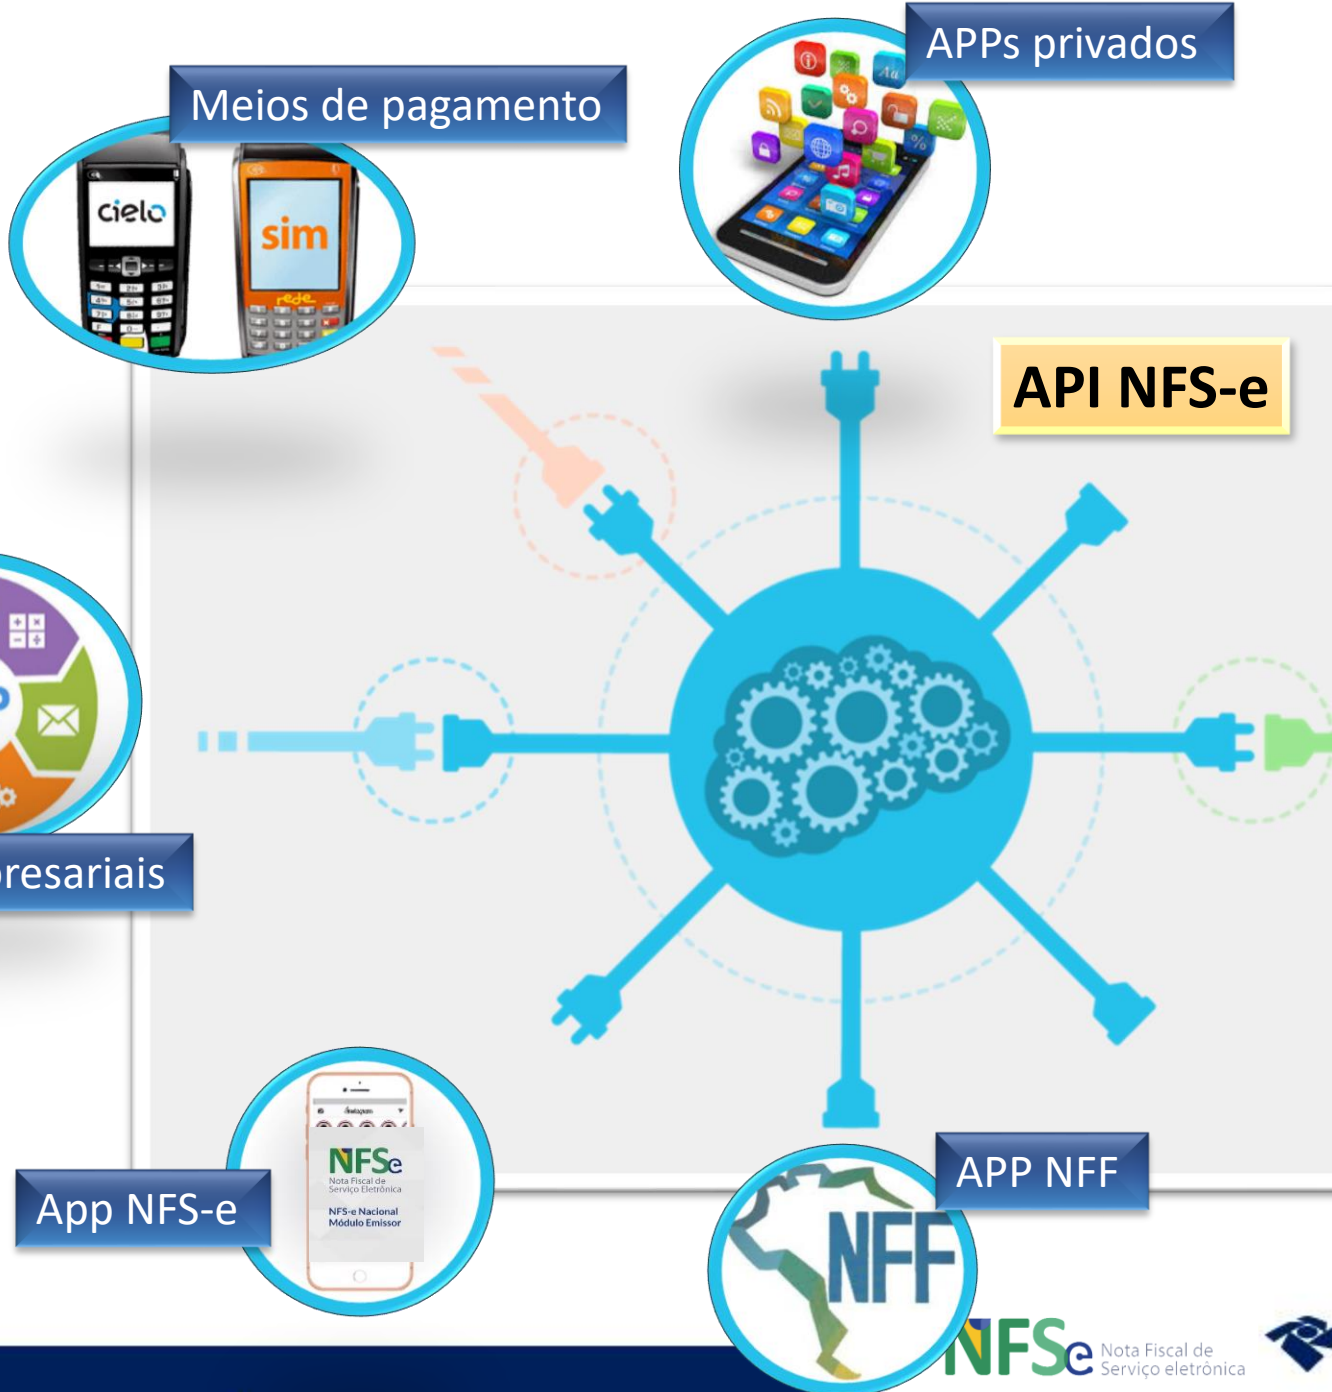 APPs privados
Meios de pagamento
cielo
sim
rede
API NFS-e
resariais
NFSe
Nota Fiscal de
Serviço Eletrônica
NFS-e Nacional
Módulo Emissor
App NFS-e
APP NFF
NFF
NFSe
Nota Fiscal de
Serviço eletrônica